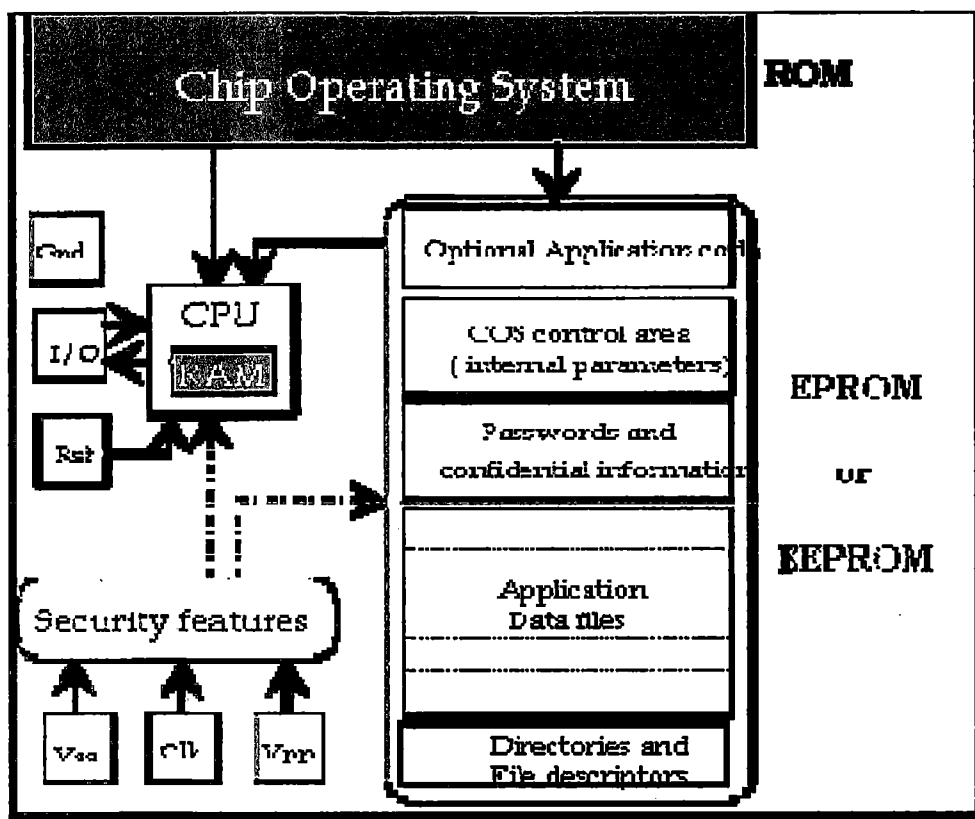 Chip Operating System
ROM
Gnd
Optional Application code
CPU
RAM
I/O
COS control area
( internal parameters)
EPROM
or
EEPROM
Rst
Passwords and
confidential information
Application
Data files
Security features
Clk
Vpp
Directories and
File descriptors